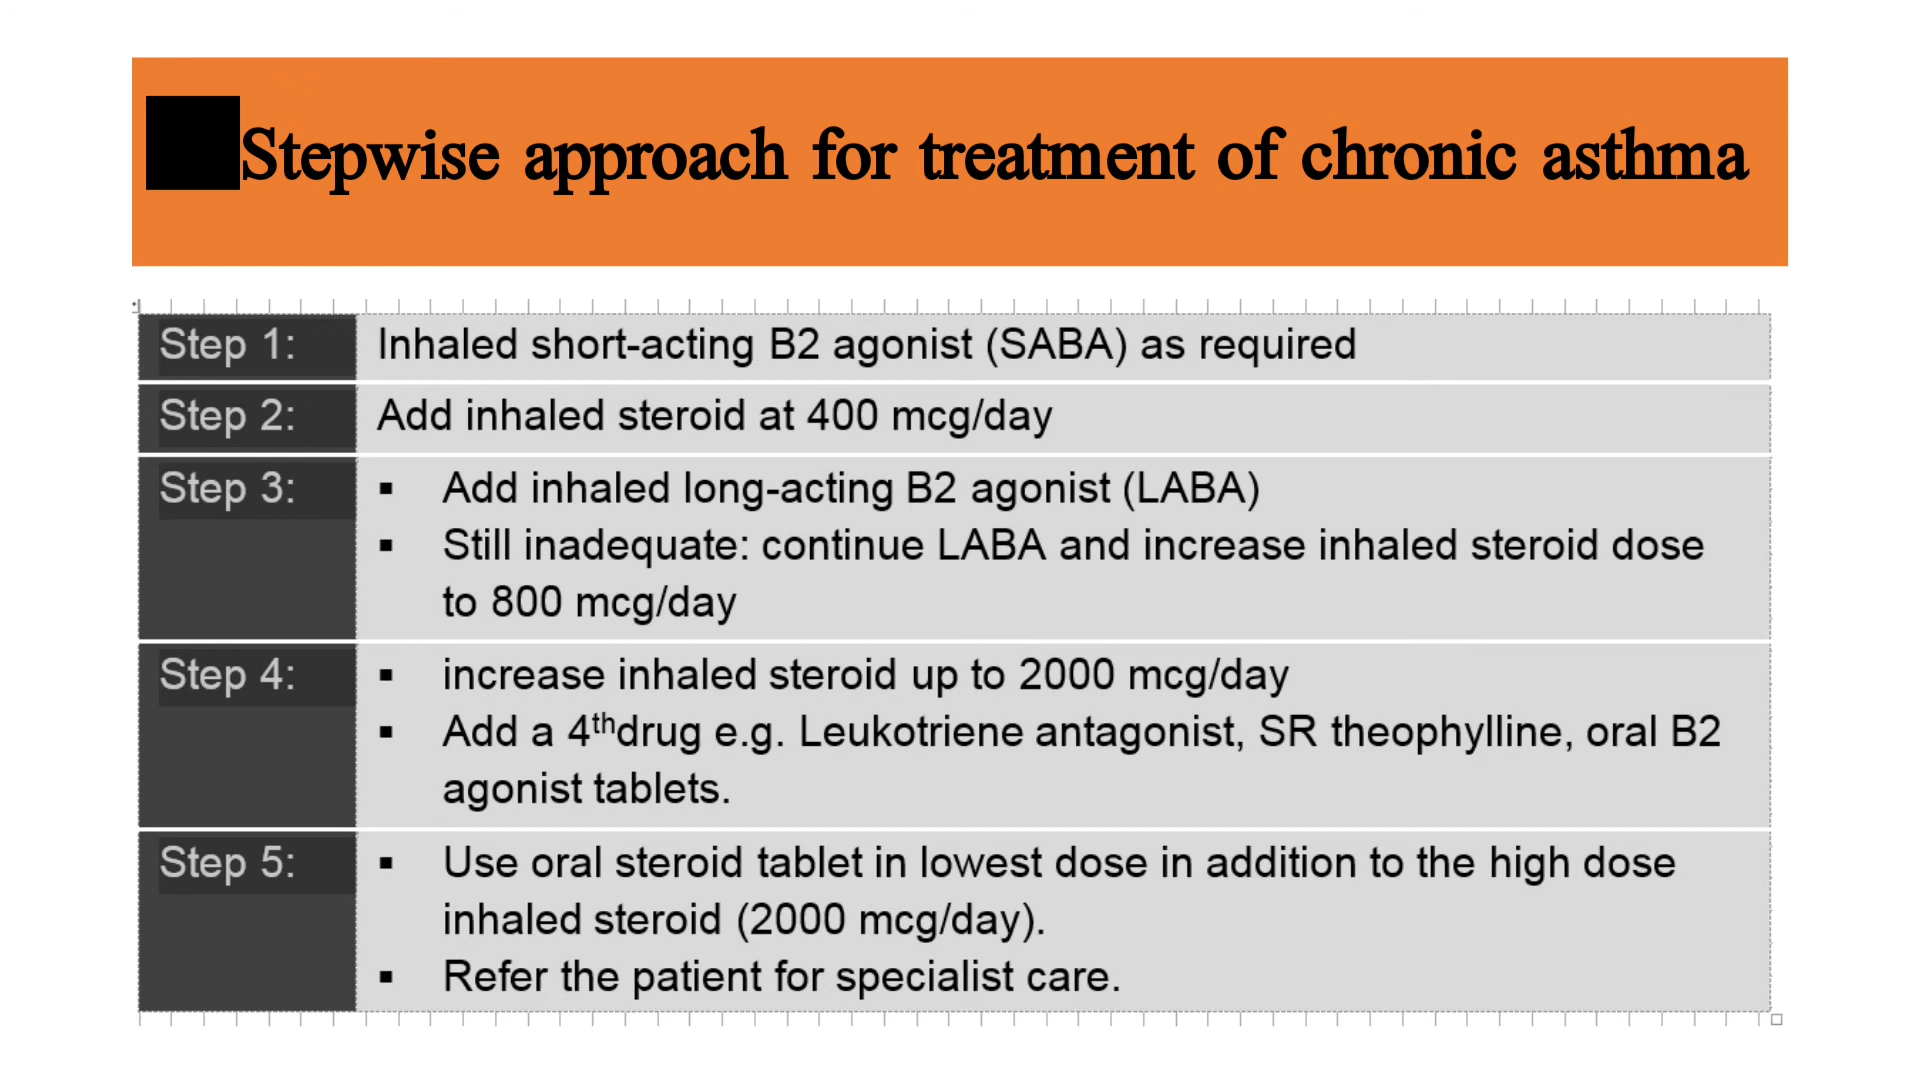 Stepwise approach for treatment of chronic asthma
Step 1: Inhaled short-acting B2 agonist (SABA) as required
Step 2: Add inhaled steroid at 400 mcg/day
Step 3: ▪ Add inhaled long-acting B2 agonist (LABA)
▪ Still inadequate: continue LABA and increase inhaled steroid dose
to 800 mcg/day
Step 4: ▪ increase inhaled steroid up to 2000 mcg/day
▪ Add a 4thdrug e.g. Leukotriene antagonist, SR theophylline, oral B2
agonist tablets.
Step 5: ▪ Use oral steroid tablet in lowest dose in addition to the high dose
inhaled steroid (2000 mcg/day).
▪ Refer the patient for specialist care.